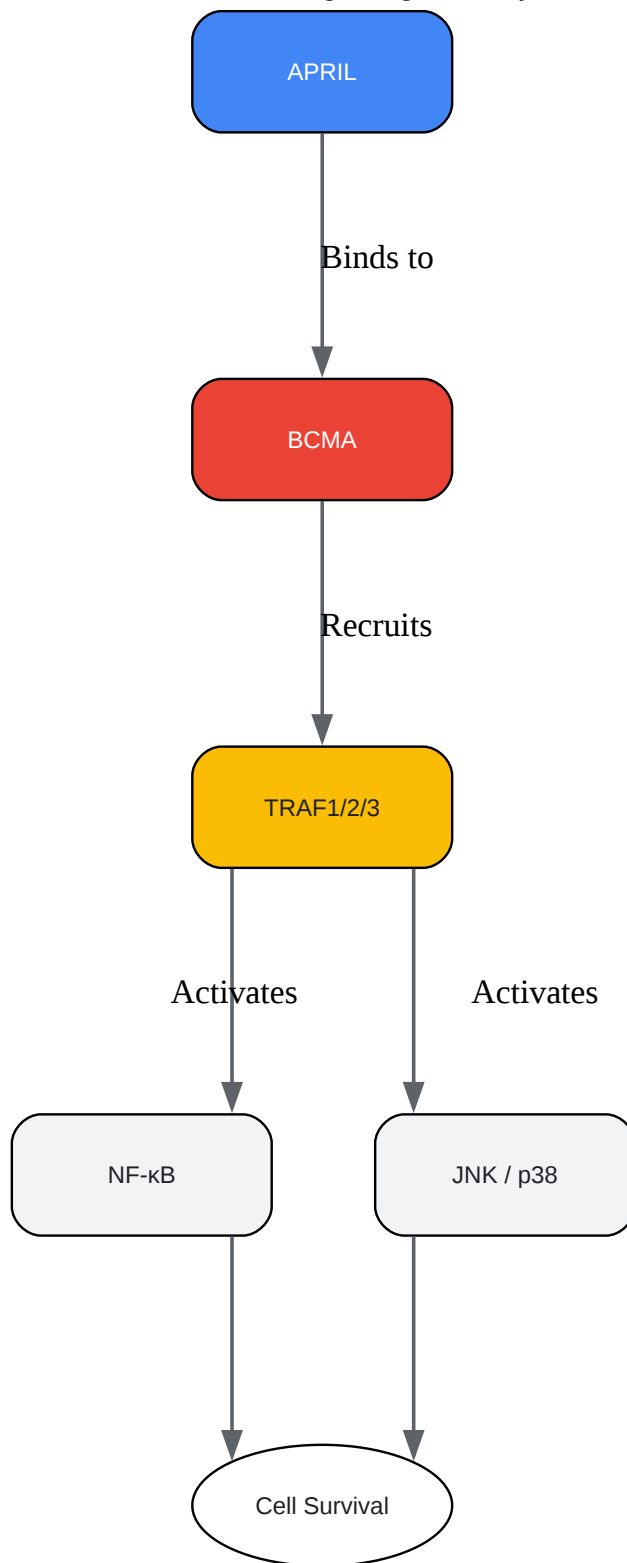 APRIL
Binds to
BCMA
Recruits
TRAF1/2/3
Activates
Activates
NF-κB
JNK / p38
Cell Survival